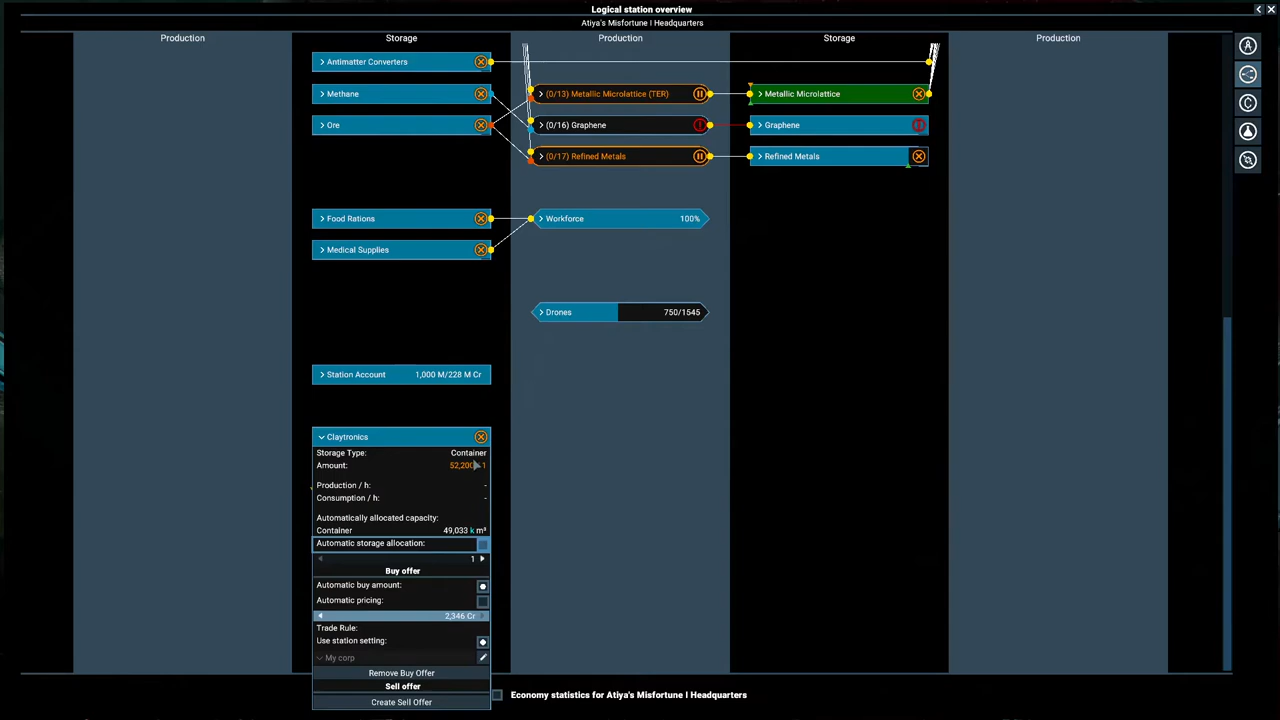 Logical station overview
Atiya's Misfortune I Headquarters
Production
Storage
Production
Storage
Production
Antimatter Converters
Methane
(0/13) Metallic Microlattice (TER)
Metallic Microlattice
Ore
(0/16) Graphene
Graphene
(0/17) Refined Metals
Refined Metals
Food Rations
Workforce 100%
Medical Supplies
Drones 750/1545
Station Account 1,000 M/228 M Cr
Claytronics
Storage Type: Container
Amount:
Production / h: -
Consumption / h: -
Automatically allocated capacity:
Container 49,033 k m³
Automatic storage allocation:
1
Buy offer
Automatic buy amount:
Automatic pricing:
2,346 Cr
Trade Rule:
Use station setting:
My corp
Remove Buy Offer
Sell offer
Create Sell Offer
Economy statistics for Atiya's Misfortune I Headquarters